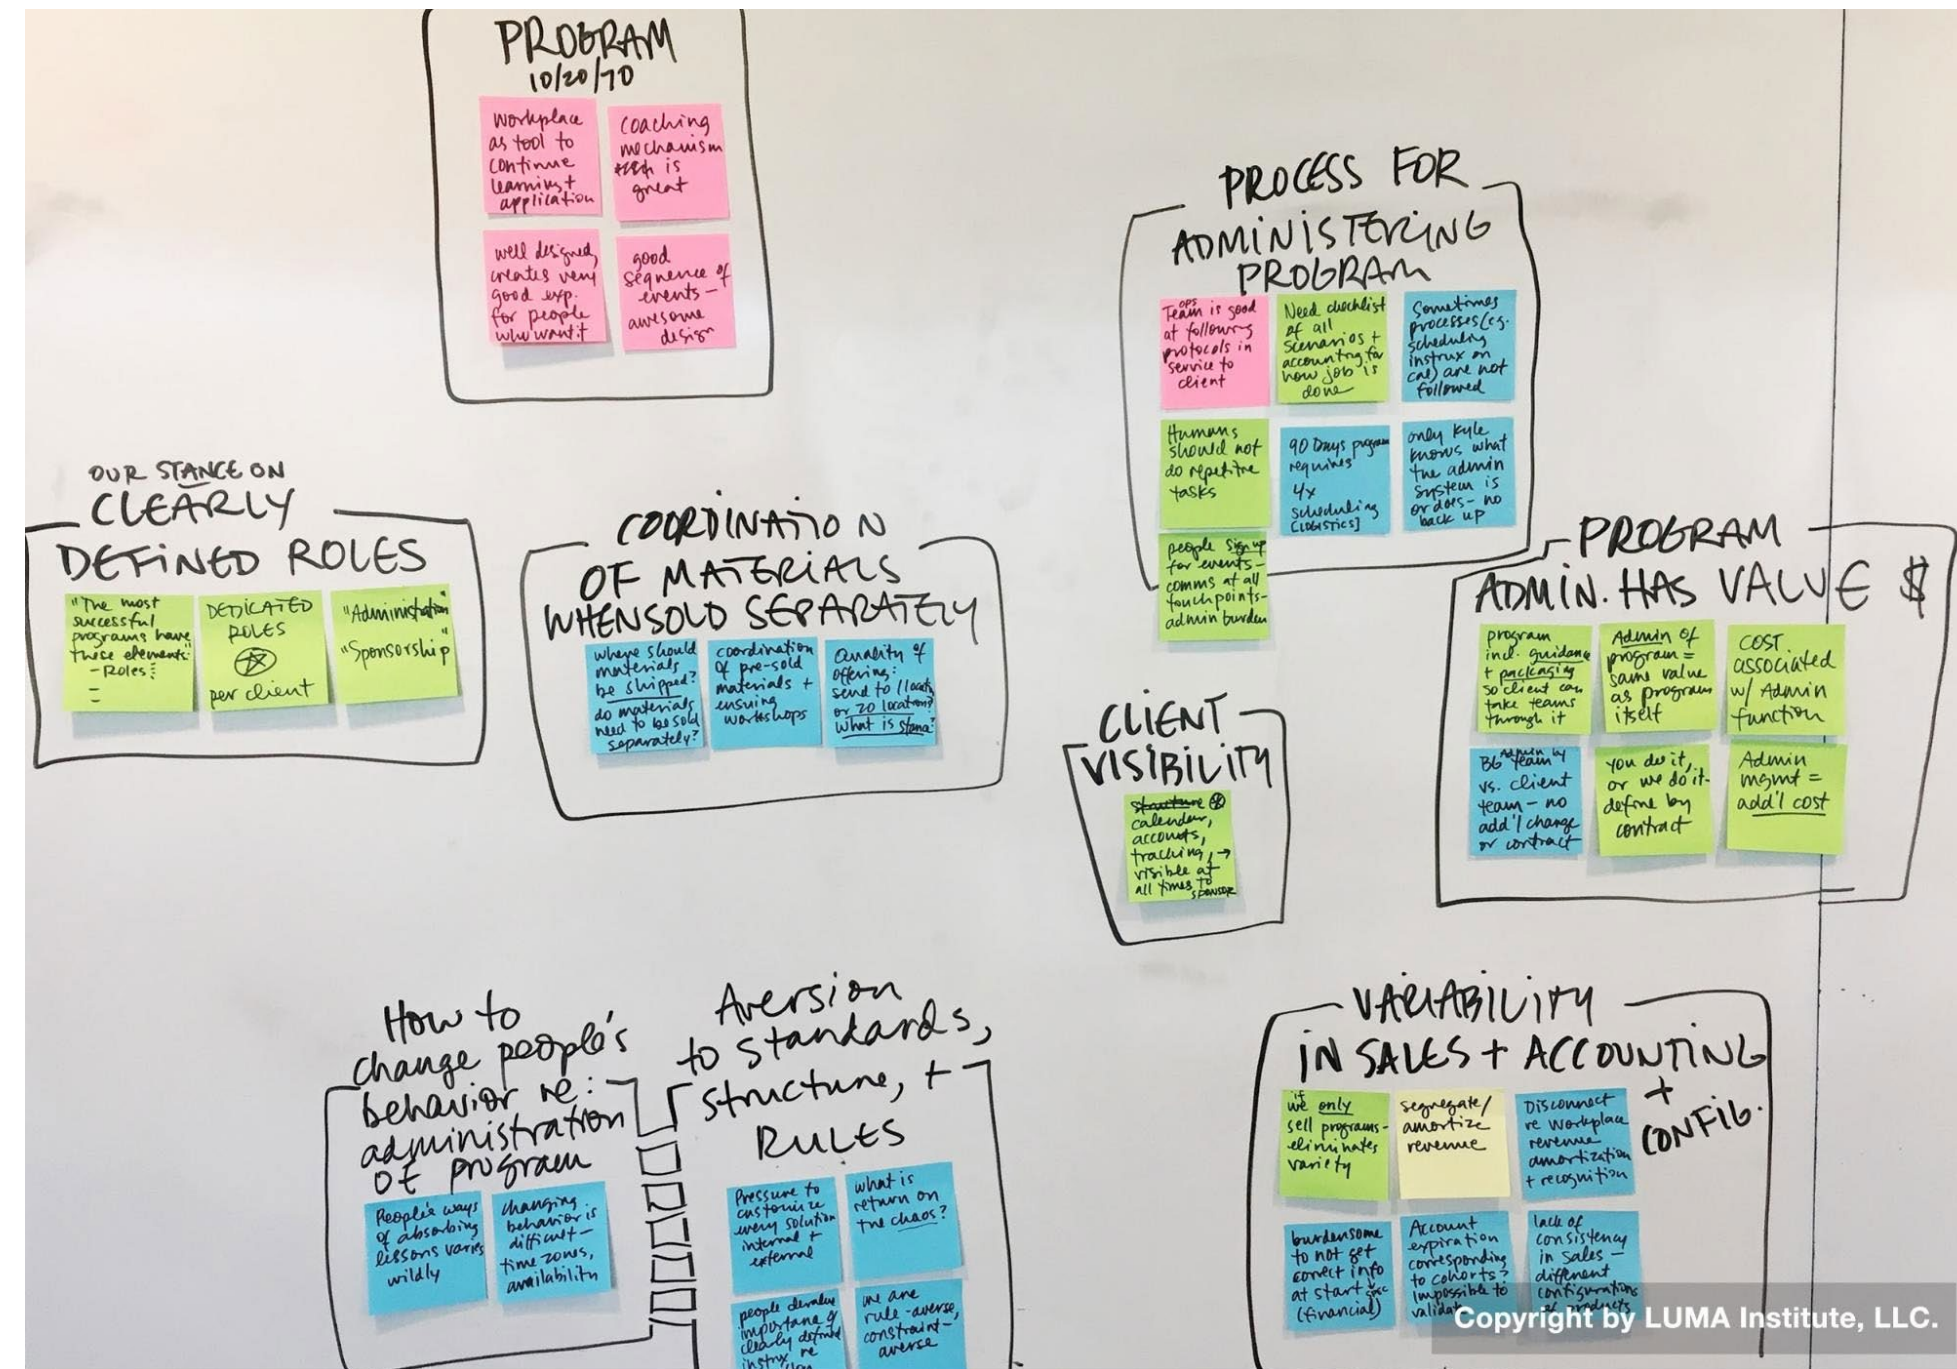 PROGRAM
10/20/70
Workplace
as tool to
continue
learning +
application
coaching
mechanism
is
great
well designed,
creates very
good exp.
for people
who want it
good
sequence of
events –
awesome
design
PROCESS FOR
ADMINISTERING
PROGRAM
OPS
Team is good
at following
protocols in
service to
client
Need checklist
of all
scenarios +
accounting for
how job is
done
Sometimes
processes (e.g.
scheduling
instrux on
cal) are not
followed
Humans
should not
do repetitive
tasks
90 Days program
requires
4x
scheduling
[LOGISTICS]
only Kyle
knows what
the admin
system is
or does – no
back up
people sign up
for events –
comms at all
touchpoints –
admin burden
OUR STANCE ON
CLEARLY
DEFINED ROLES
"The most
successful
programs have
these elements"
– Roles:
DEDICATED
ROLES
per client
"Administration"
"Sponsorship"
COORDINATION
OF MATERIALS
WHEN SOLD SEPARATELY
where should
materials
be shipped?
do materials
need to be sold
separately?
coordination
of pre-sold
materials +
ensuing
workshops
Quality of
offering:
send to 1 locatn
or 20 locations?
What is stance?
PROGRAM
ADMIN. HAS VALUE $
program
incl. guidance
+ packaging
so client can
take teams
through it
Admin of
program =
same value
as program
itself
COST
associated
w/ Admin
function
Admin by
BG team
vs. client
team – no
add'l change
or contract
you do it,
or we do it –
define by
contract
Admin
mgmt =
add'l cost
CLIENT
VISIBILITY
structure
calendar,
accounts,
tracking, →
visible at
all times to
SPONSOR
How to
change people's
behavior re:
administration
of program
People's ways
of absorbing
lessons varies
wildly
changing
behavior is
difficult –
time zones,
availability
Aversion
to standards,
structure, +
RULES
Pressure to
customize
every solution
internal +
external
what is
return on
the chaos?
people devalue
importance of
clearly defined
instrux re
we are
rule-averse,
constraint-
averse
VARIABILITY
IN SALES + ACCOUNTING
+
CONFIG.
if
we only
sell programs –
eliminates
variety
segregate/
amortize
revenue
Disconnect
re Workplace
revenue
amortization
+ recognition
burdensome
to not get
correct info
at start
(financial)
Account
expiration
corresponding
to cohorts?
impossible to
validate
lack of
consistency
in sales –
different
configurations
of products
Copyright by LUMA Institute, LLC.